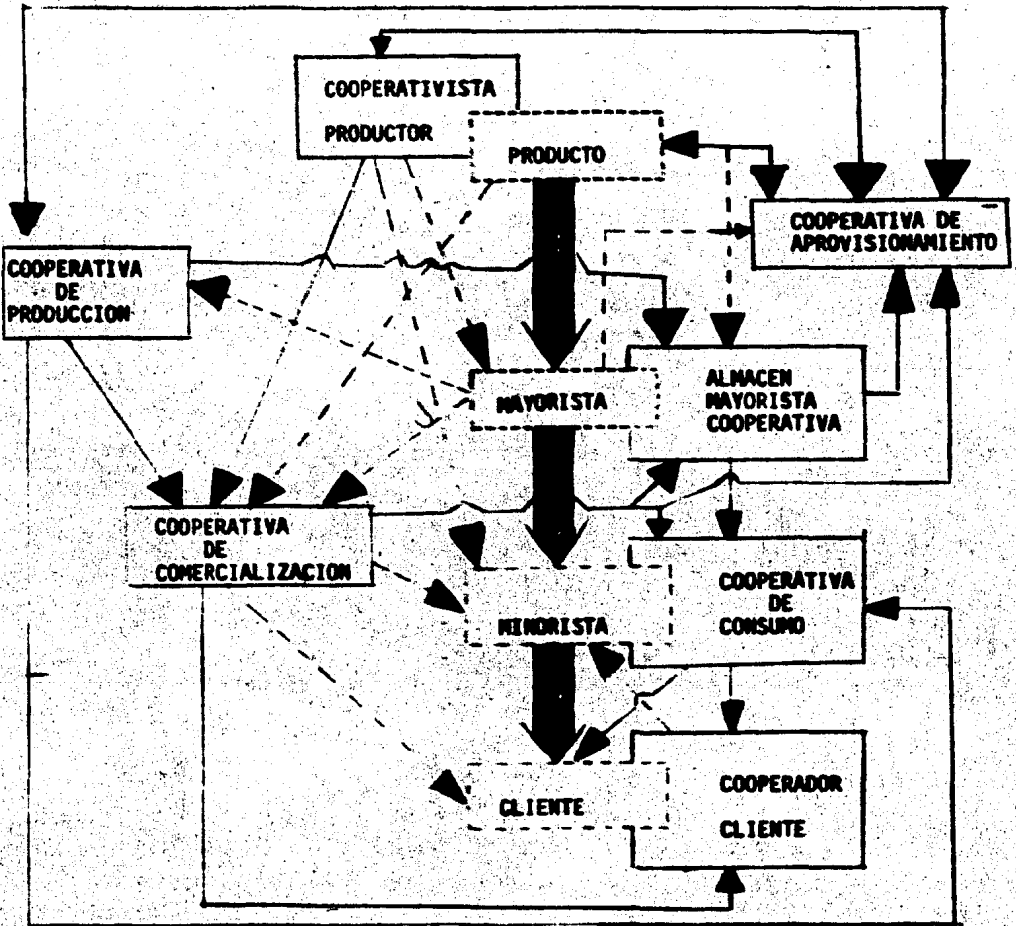 COOPERATIVISTA
PRODUCTOR
PRODUCTO
COOPERATIVA DE
APROVISIONAMIENTO
COOPERATIVA
DE
PRODUCCION
MAYORISTA
ALMACEN
MAYORISTA
COOPERATIVA
COOPERATIVA
DE
COMERCIALIZACION
COOPERATIVA
DE
CONSUMO
MINORISTA
COOPERADOR
CLIENTE
CLIENTE